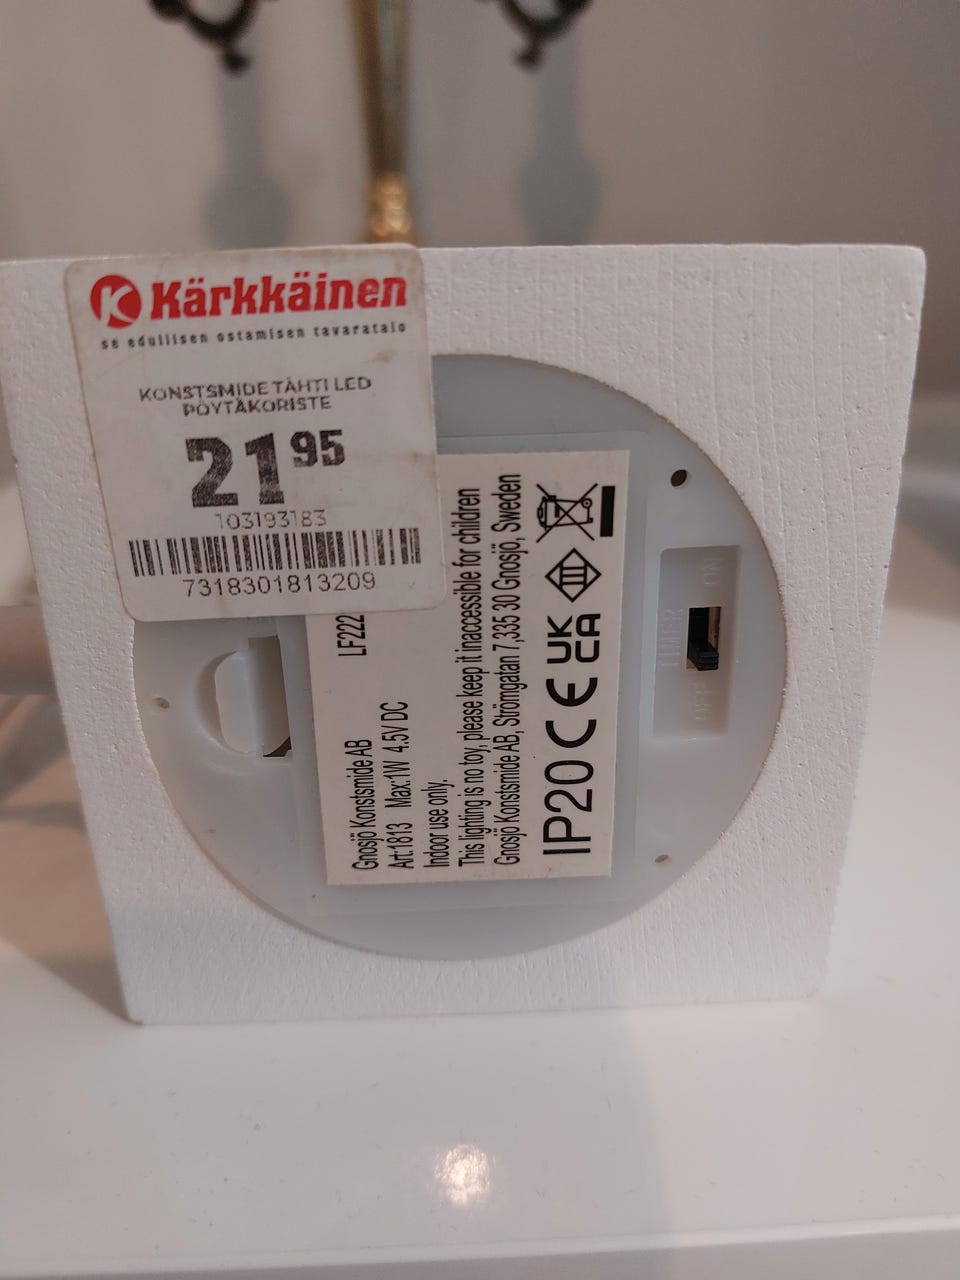 K Kärkkäinen
se edullisen ostamisen tavaratalo
KONSTSMIDE TÄHTI LED
PÖYTÄKORISTE
21 95
103193183
7318301813209
LF222
Gnosjö Konstsmide AB
Art:1813 Max:1W 4.5V DC
Indoor use only.
This lighting is no toy, please keep it inaccessible for children
Gnosjö Konstsmide AB, Strömgatan 7,335 30 Gnosjö, Sweden
IP20 CE UK CA
ON
TIMER
OFF